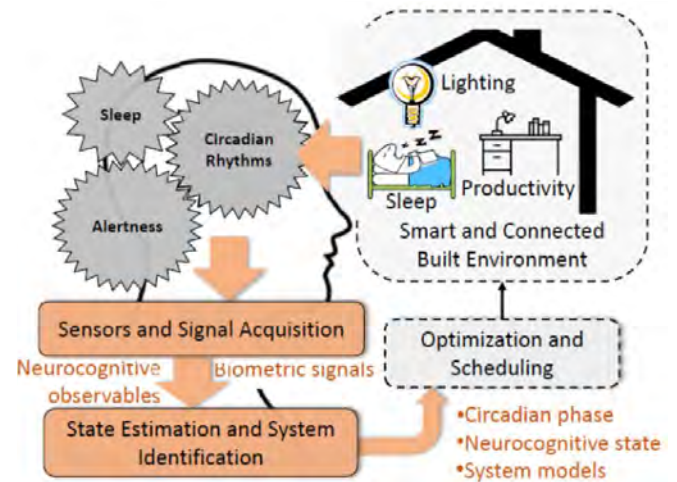 Sleep
Circadian
Rhythms
Alertness
Lighting
z z z
Sleep
Productivity
Smart and Connected
Built Environment
Sensors and Signal Acquisition
Neurocognitive
observables
Biometric signals
State Estimation and System
Identification
Optimization and
Scheduling
•Circadian phase
•Neurocognitive state
•System models